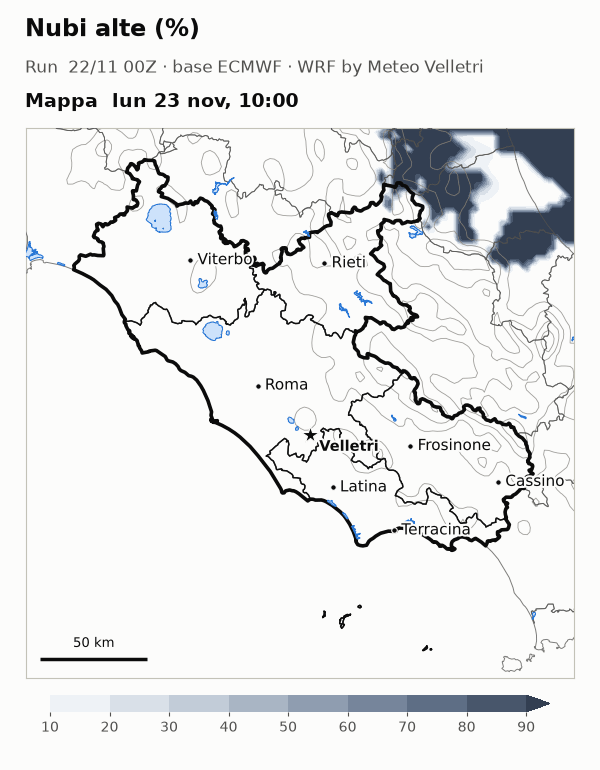 Nubi alte (%)
Run 22/11 00Z · base ECMWF · WRF by Meteo Velletri
Mappa lun 23 nov, 10:00
Viterbo
Rieti
Roma
Velletri
Frosinone
Latina
Cassino
Terracina
50 km
10 20 30 40 50 60 70 80 90